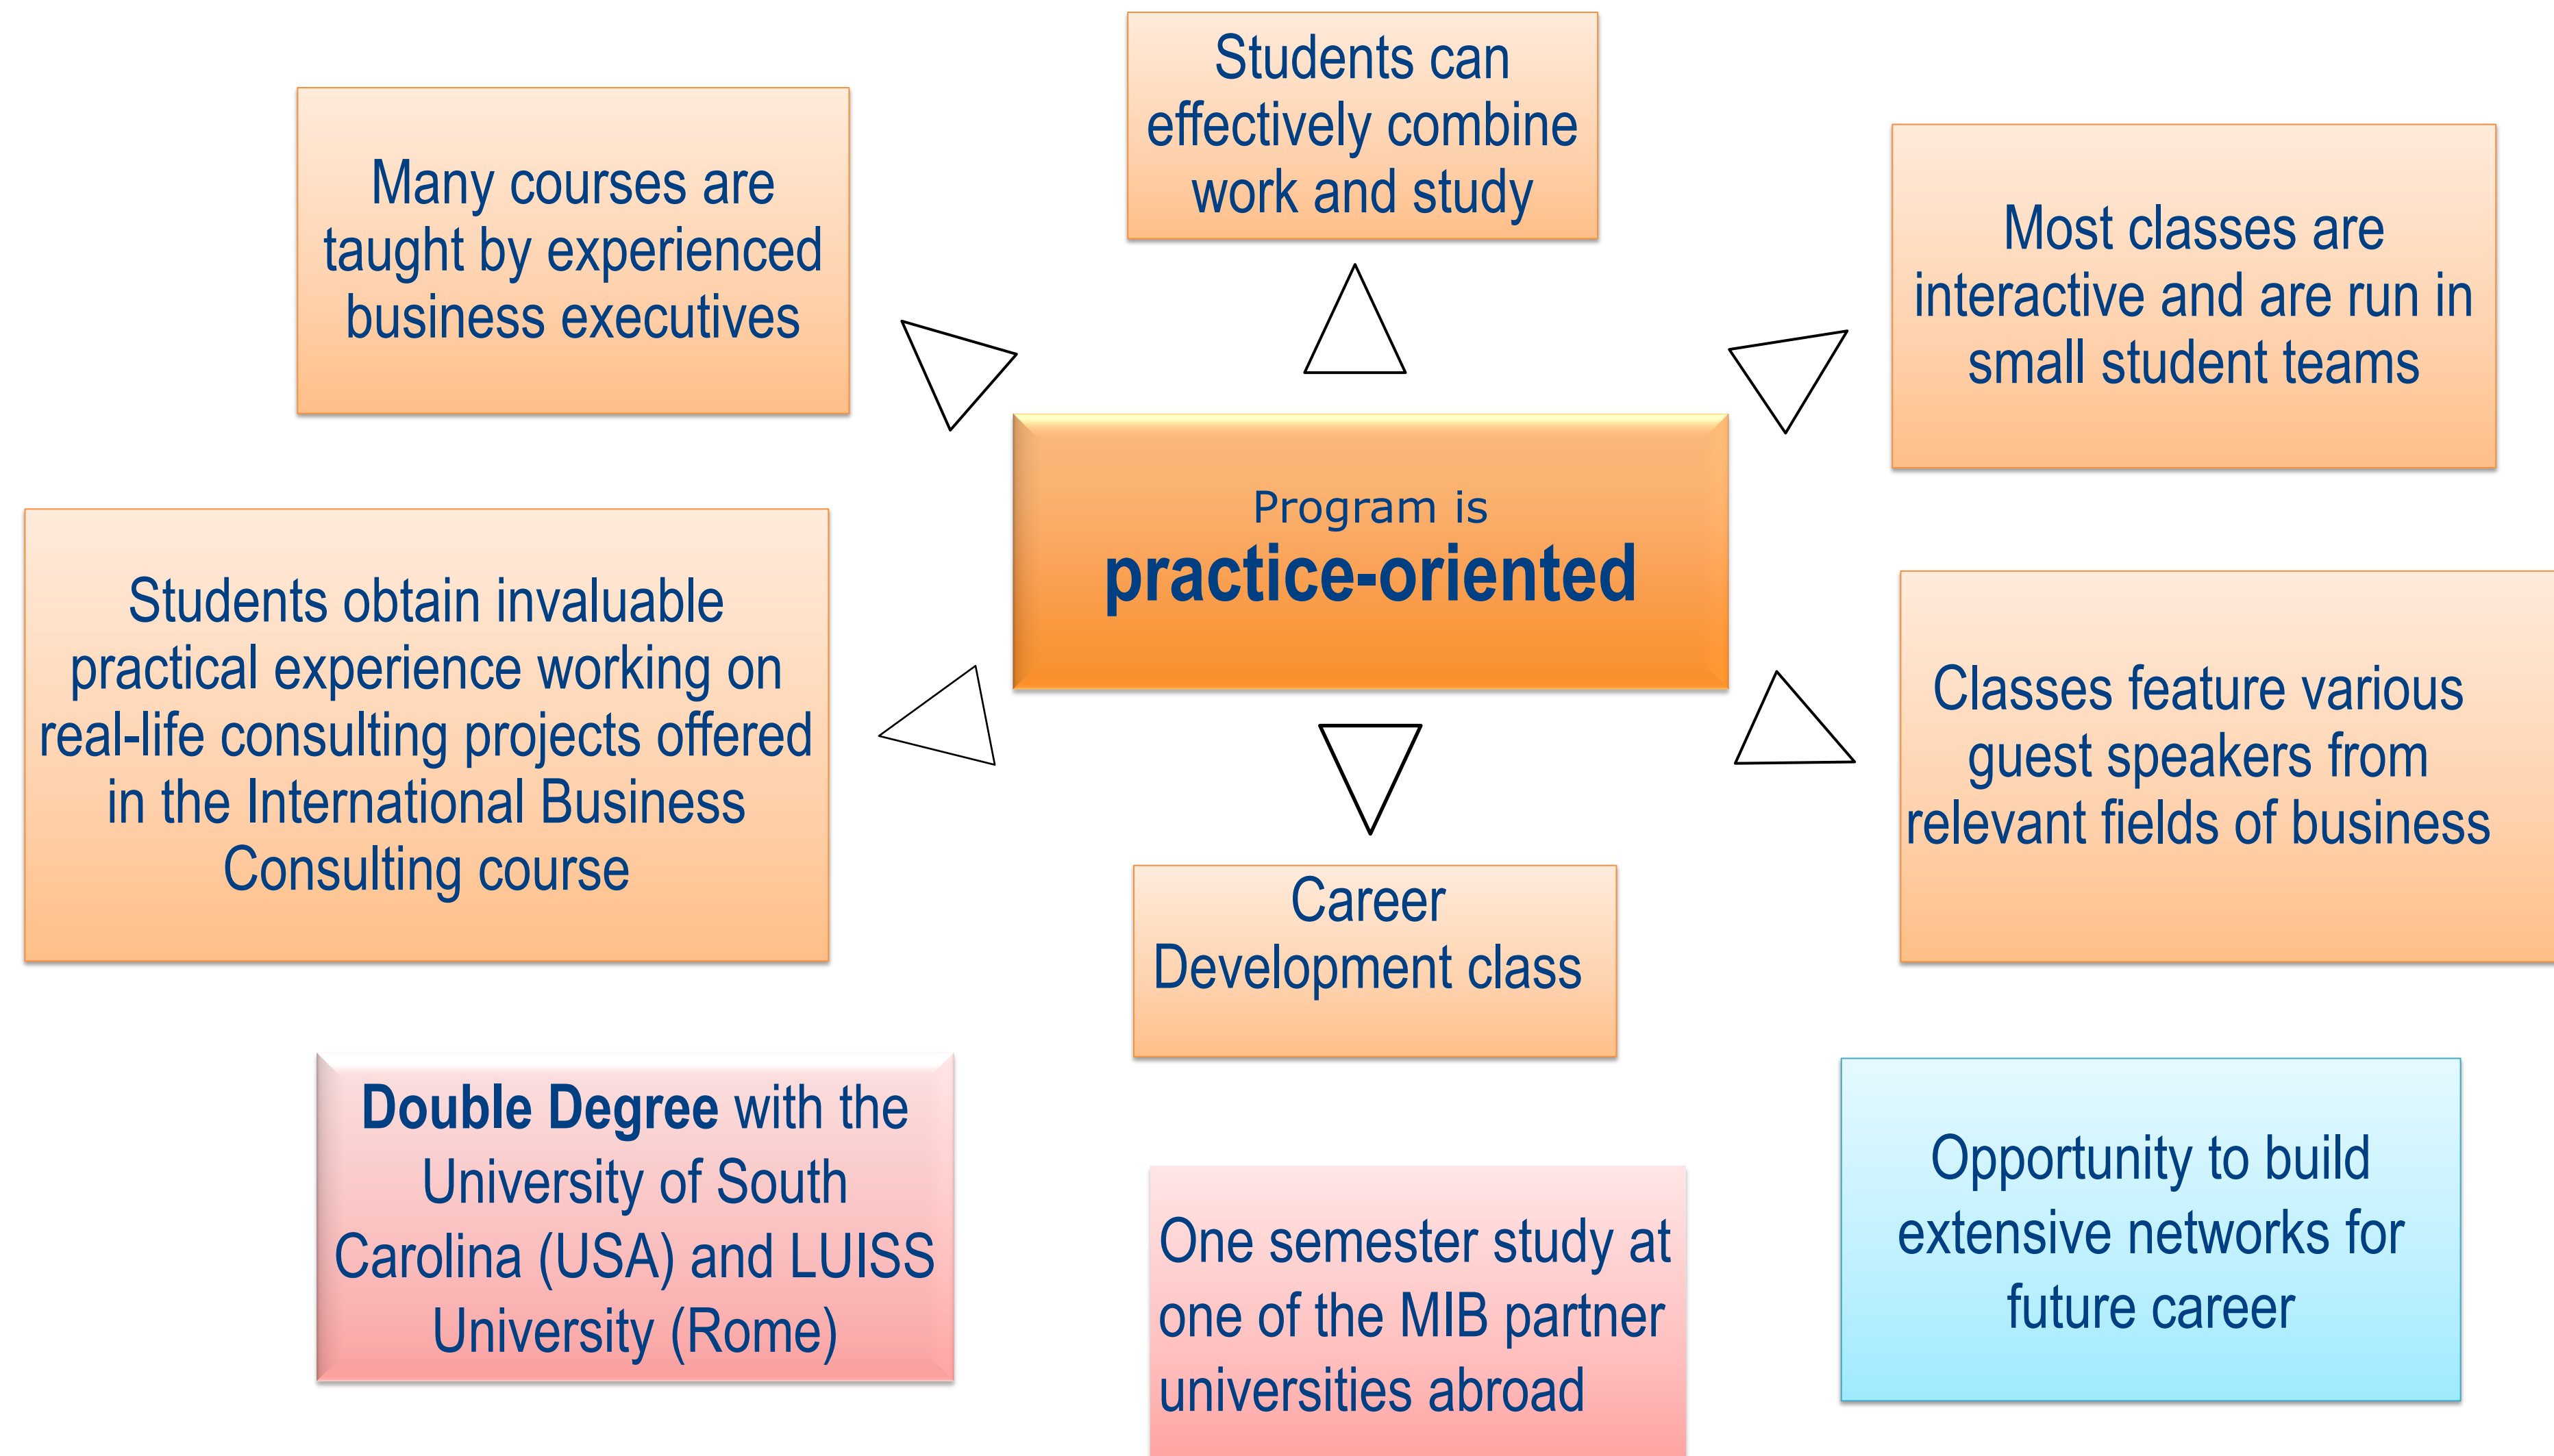 Students can
effectively combine
work and study
Many courses are
taught by experienced
business executives
Most classes are
interactive and are run in
small student teams
Program is
practice-oriented
Students obtain invaluable
practical experience working on
real-life consulting projects offered
in the International Business
Consulting course
Classes feature various
guest speakers from
relevant fields of business
Career
Development class
Double Degree with the
University of South
Carolina (USA) and LUISS
University (Rome)
One semester study at
one of the MIB partner
universities abroad
Opportunity to build
extensive networks for
future career